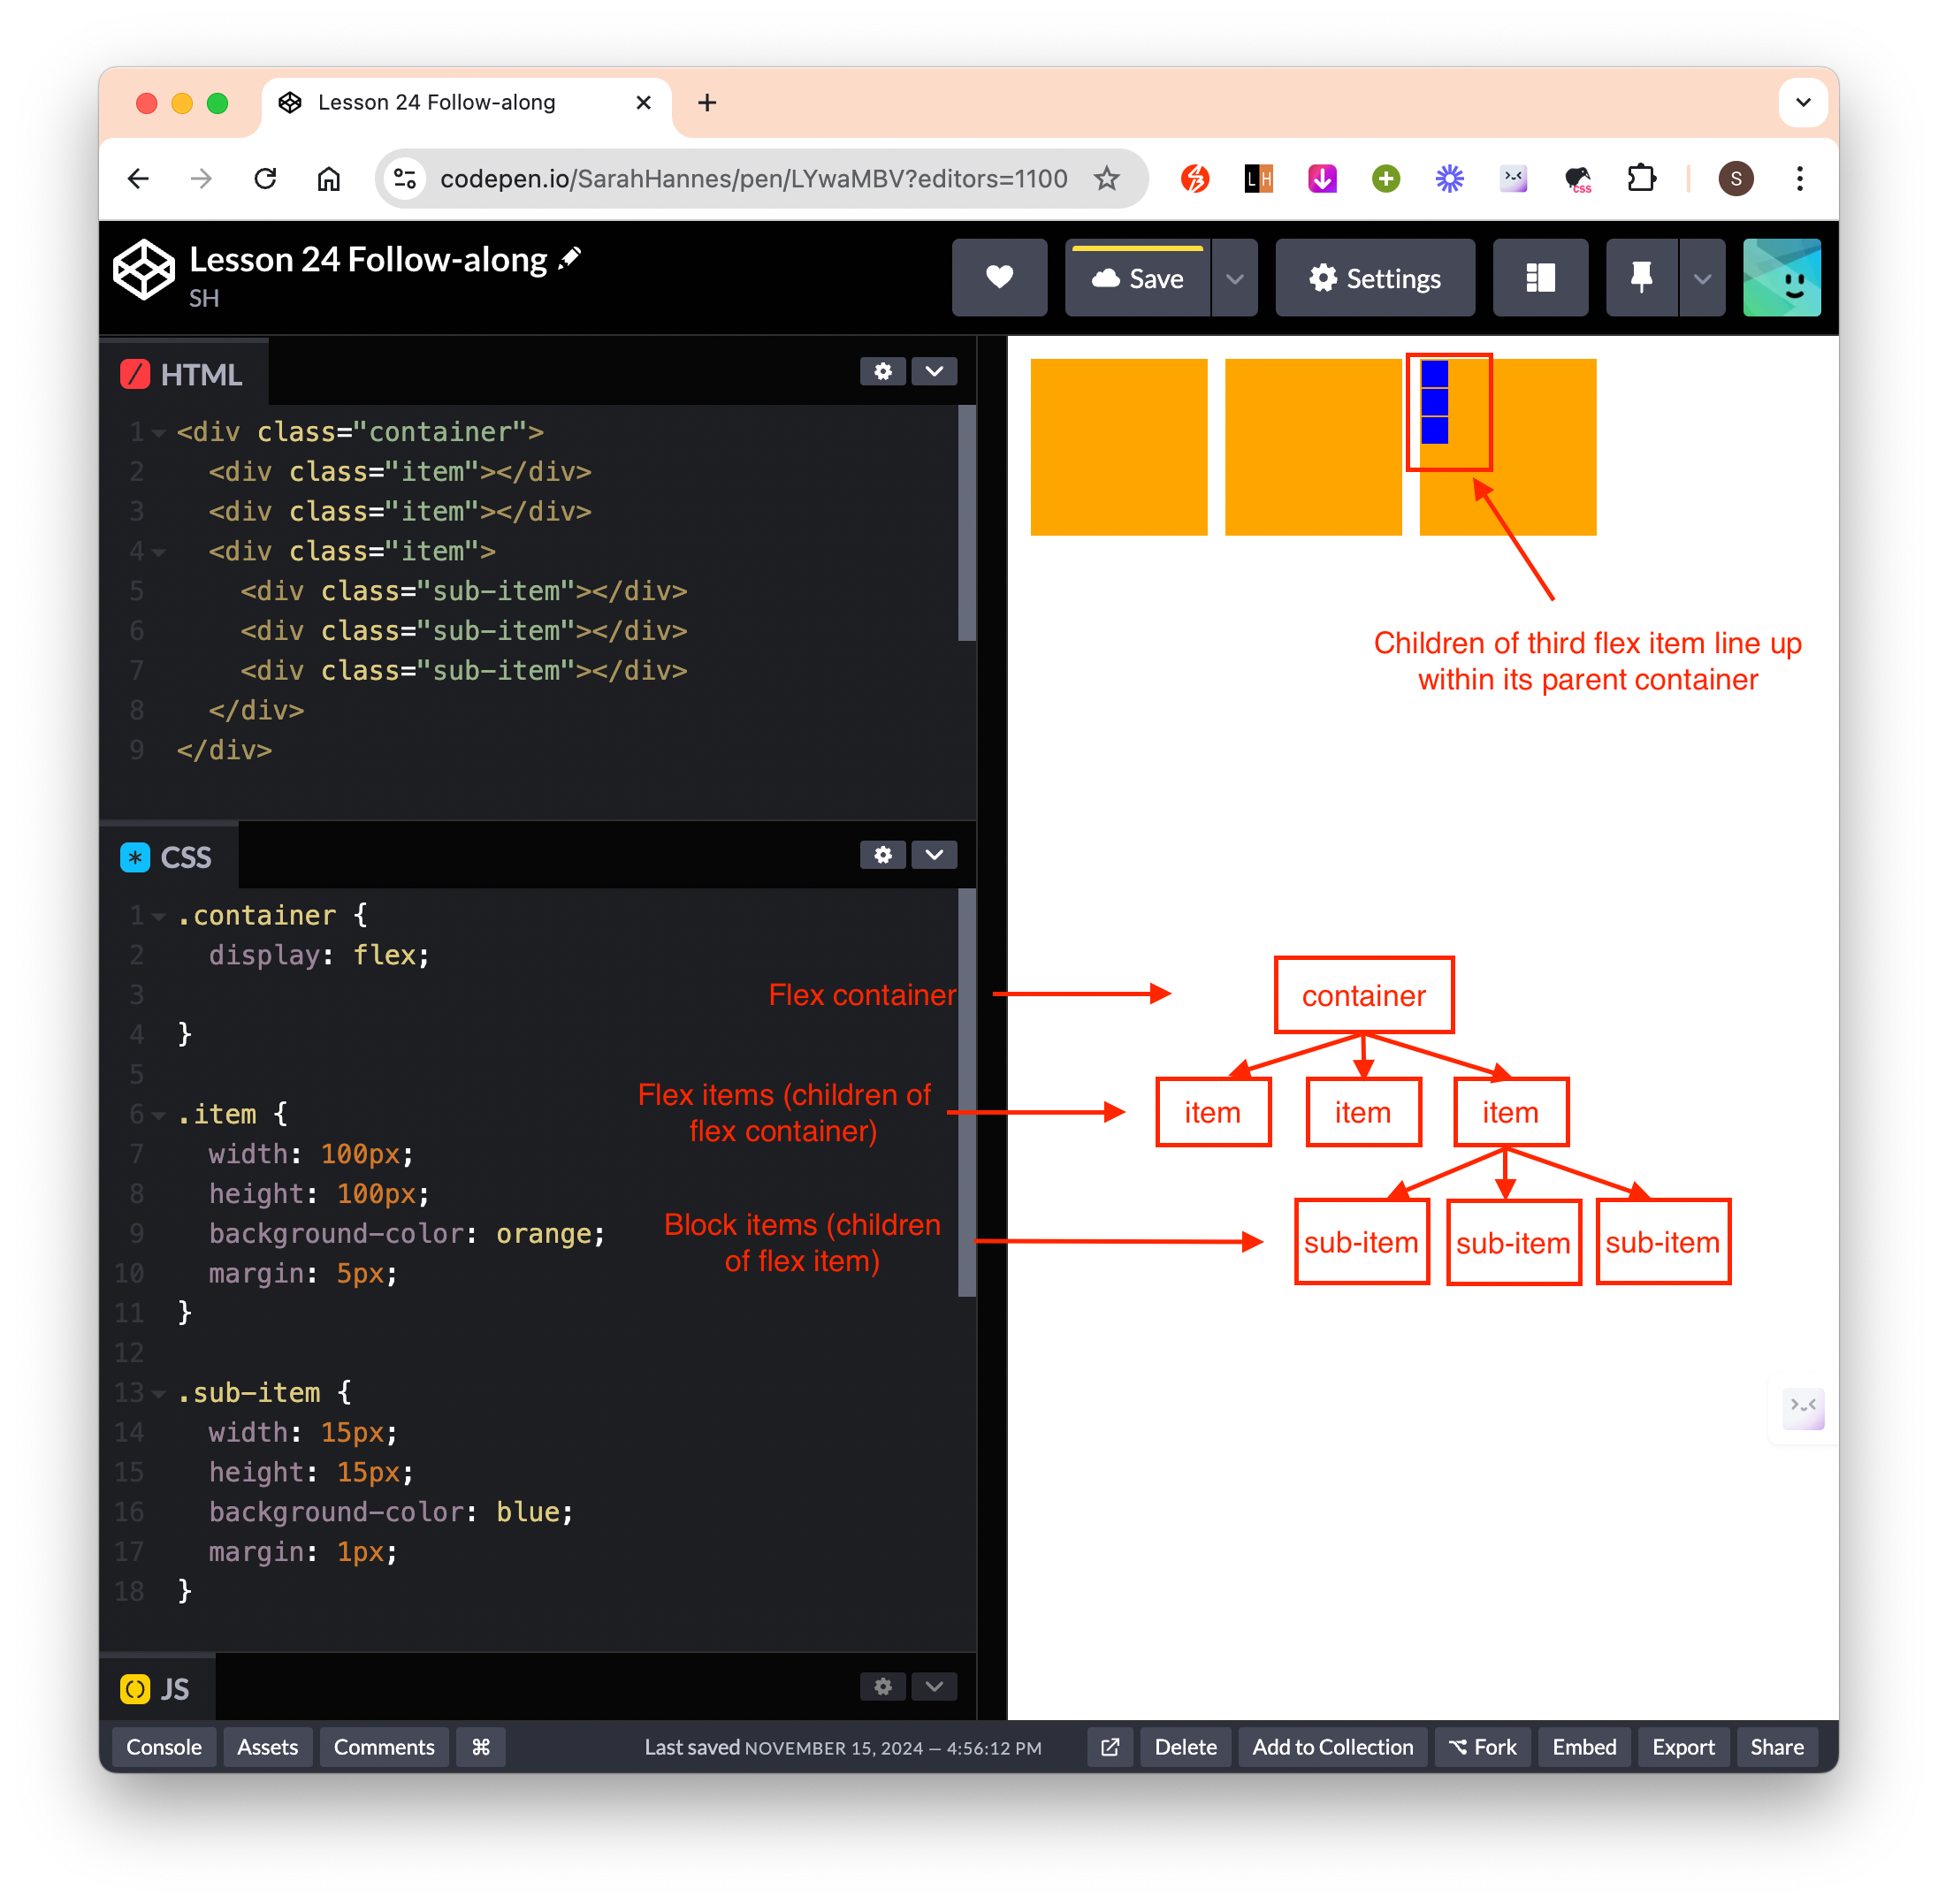 Lesson 24 Follow-along
codepen.io/SarahHannes/pen/LYwaMBV?editors=1100
L H
css
S
Lesson 24 Follow-along
SH
Save
Settings
HTML
1 <div class="container">
2 <div class="item"></div>
3 <div class="item"></div>
4 <div class="item">
5 <div class="sub-item"></div>
6 <div class="sub-item"></div>
7 <div class="sub-item"></div>
8 </div>
9 </div>
CSS
1 .container {
2 display: flex;
3
4 }
5
6 .item {
7 width: 100px;
8 height: 100px;
9 background-color: orange;
10 margin: 5px;
11 }
12
13 .sub-item {
14 width: 15px;
15 height: 15px;
16 background-color: blue;
17 margin: 1px;
18 }
Flex container
Flex items (children of
flex container)
Block items (children
of flex item)
Children of third flex item line up
within its parent container
container
item item item
sub-item sub-item sub-item
JS
Console Assets Comments ⌘ Last saved NOVEMBER 15, 2024 — 4:56:12 PM Delete Add to Collection Fork Embed Export Share